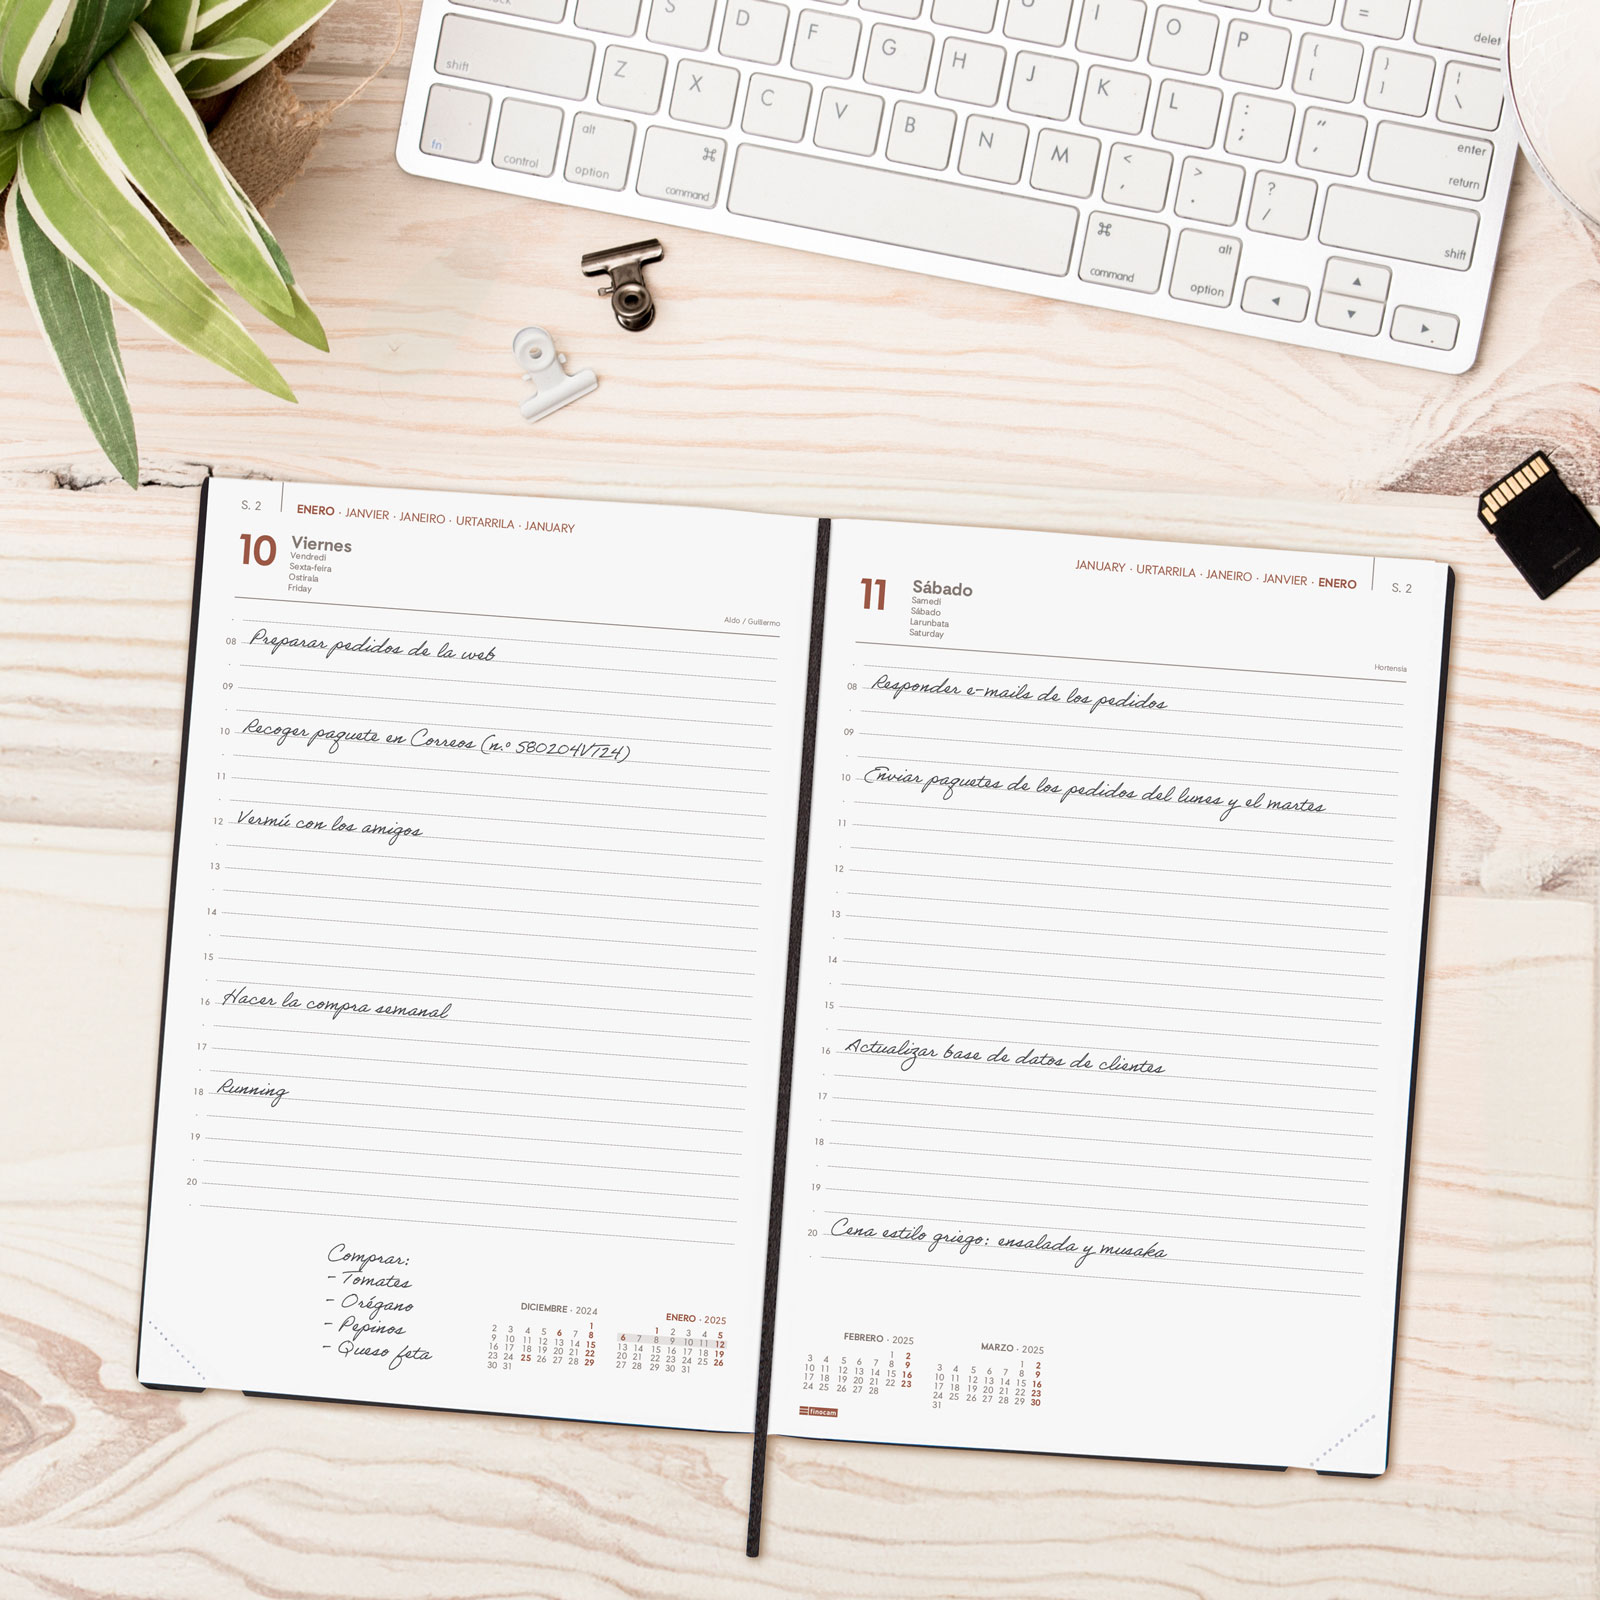 S D F G H J K L
I O P
= delete
shift Z X C V B N M < , > . ? / shift
: ; " ' { [ } ] | \
enter return
fn control alt option ⌘ command ⌘ command alt option
◄ ▲ ▼ ►
S. 2 ENERO · JANVIER · JANEIRO · URTARRILA · JANUARY
10 Viernes
Vendredi
Sexta-feira
Ostirala
Friday
Aldo / Guillermo
08 Preparar pedidos de la web
09
10 Recoger paquete en Correos (n.º 580204VT24)
11
12 Vermú con los amigos
13
14
15
16 Hacer la compra semanal
17
18 Running
19
20
Comprar:
- Tomates
- Orégano
- Pepinos
- Queso feta
DICIEMBRE · 2024
1
2 3 4 5 6 7 8
9 10 11 12 13 14 15
16 17 18 19 20 21 22
23 24 25 26 27 28 29
30 31
ENERO · 2025
1 2 3 4 5
6 7 8 9 10 11 12
13 14 15 16 17 18 19
20 21 22 23 24 25 26
27 28 29 30 31
JANUARY · URTARRILA · JANEIRO · JANVIER · ENERO S. 2
11 Sábado
Samedi
Sábado
Larunbata
Saturday
Hortensia
08 Responder e-mails de los pedidos
09
10 Enviar paquetes de los pedidos del lunes y el martes
11
12
13
14
15
16 Actualizar base de datos de clientes
17
18
19
20 Cena estilo griego: ensalada y musaka
FEBRERO · 2025
1 2
3 4 5 6 7 8 9
10 11 12 13 14 15 16
17 18 19 20 21 22 23
24 25 26 27 28
MARZO · 2025
1 2
3 4 5 6 7 8 9
10 11 12 13 14 15 16
17 18 19 20 21 22 23
24 25 26 27 28 29 30
31
finocam